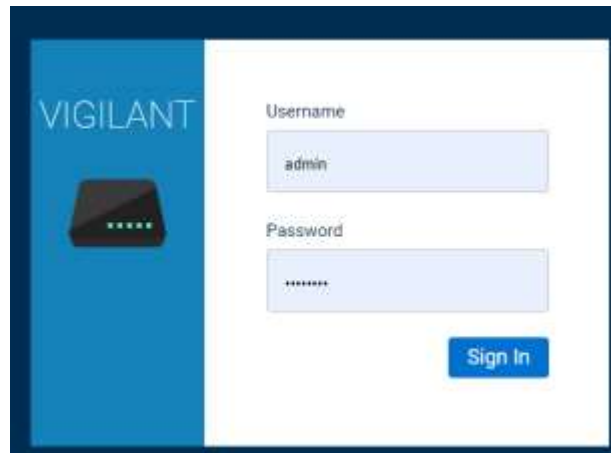 VIGILANT
Username
admin
Password
••••••••
Sign In